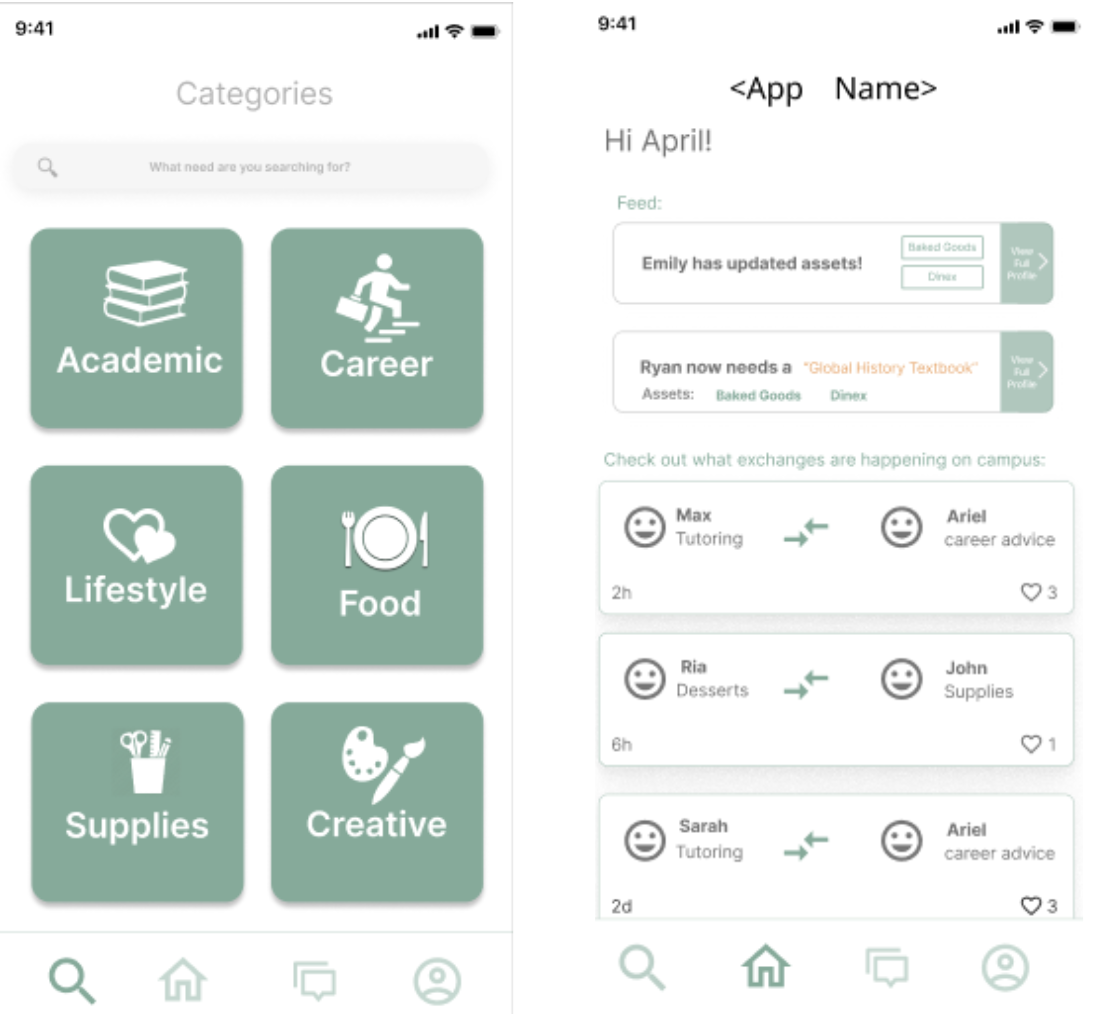 9:41
Categories
What need are you searching for?
Academic
Career
Lifestyle
Food
Supplies
Creative
9:41
<App Name>
Hi April!
Feed:
Emily has updated assets!
Baked Goods
Dinex
View
Full
Profile
Ryan now needs a "Global History Textbook"
Assets: Baked Goods Dinex
View
Full
Profile
Check out what exchanges are happening on campus:
Max
Tutoring
Ariel
career advice
2h
3
Ria
Desserts
John
Supplies
6h
1
Sarah
Tutoring
Ariel
career advice
2d
3